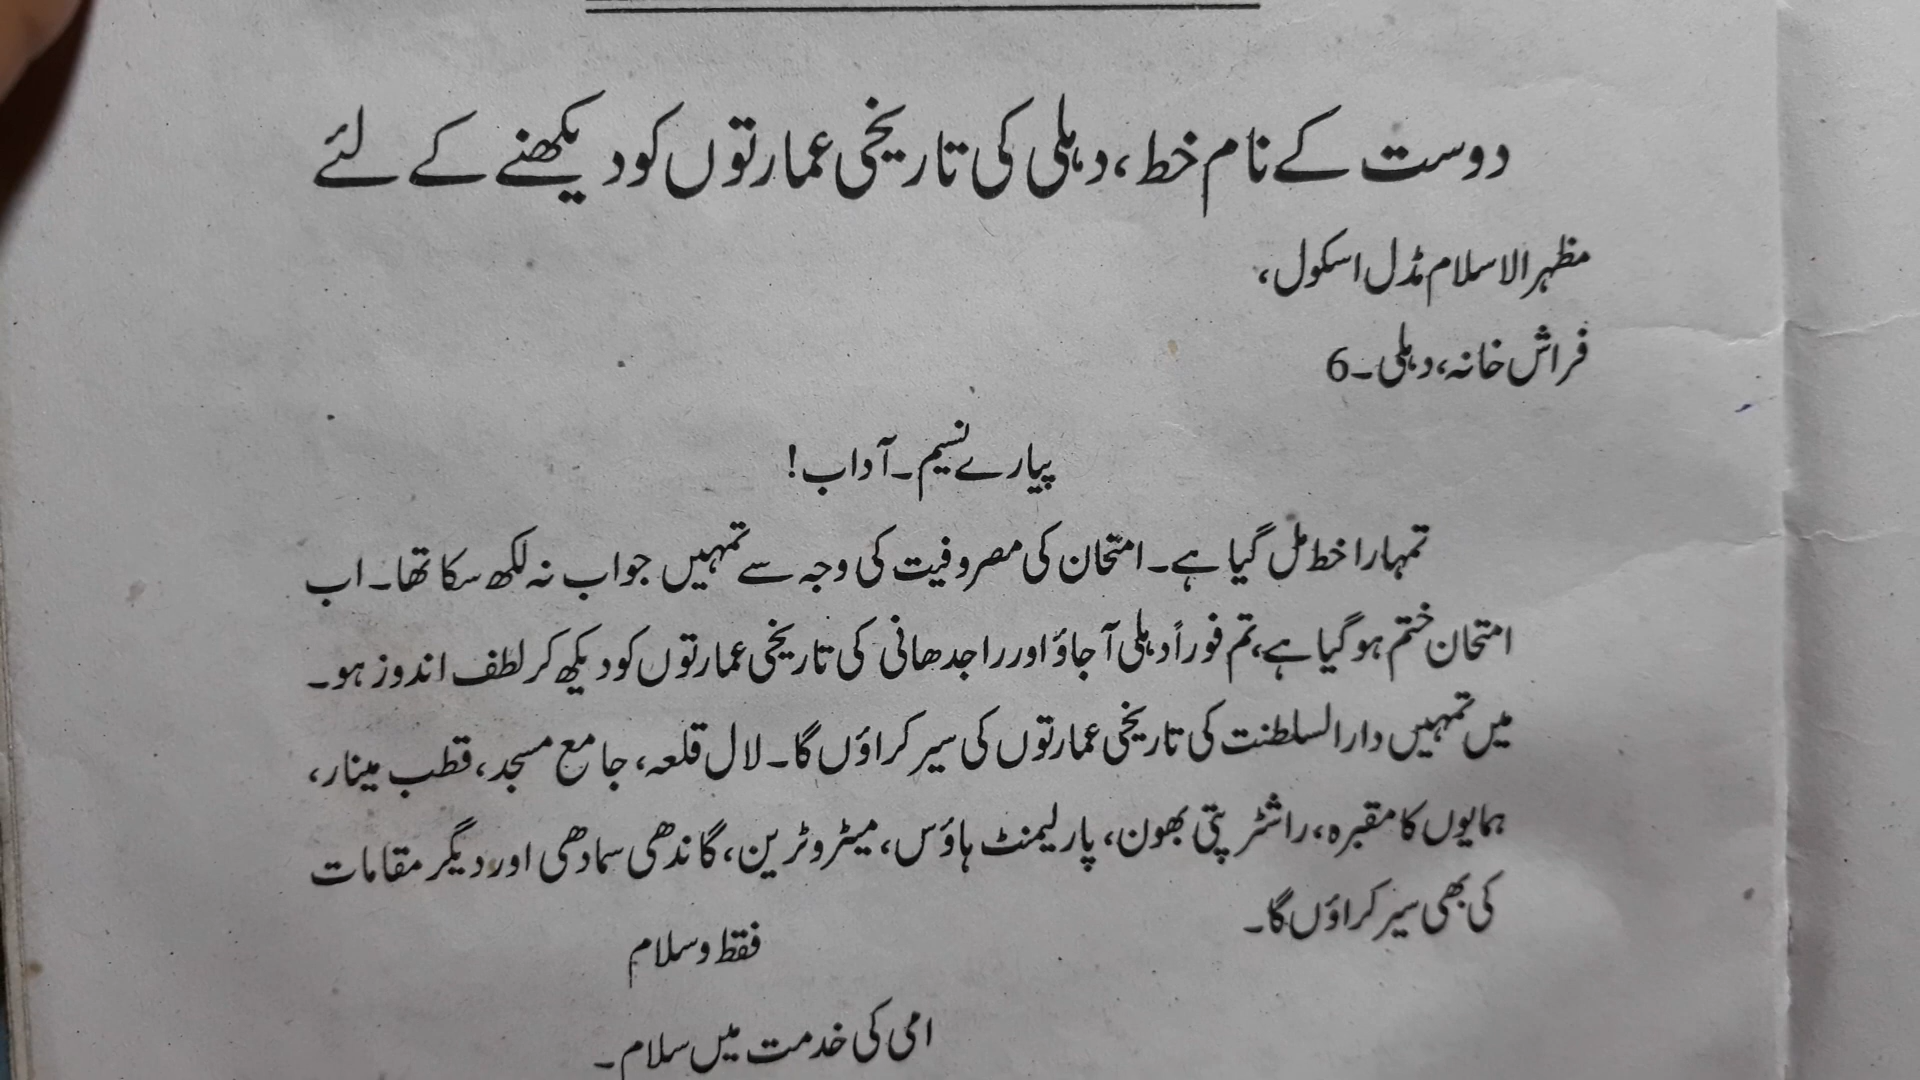 دوست کے نام خط، دہلی کی تاریخی عمارتوں کو دیکھنے کے لئے
مظہر الاسلام مڈل اسکول،
فراش خانہ، دہلی۔6
پیارے نسیم۔ آداب!
تمہارا خط مل گیا ہے۔ امتحان کی مصروفیت کی وجہ سے تمہیں جواب نہ لکھ سکا تھا۔ اب
امتحان ختم ہو گیا ہے، تم فوراً دہلی آ جاؤ اور راجدھانی کی تاریخی عمارتوں کو دیکھ کر لطف اندوز ہو۔
میں تمہیں دارالسلطنت کی تاریخی عمارتوں کی سیر کراؤں گا۔ لال قلعہ، جامع مسجد، قطب مینار،
ہمایوں کا مقبرہ، راشٹر پتی بھون، پارلیمنٹ ہاؤس، میٹرو ٹرین، گاندھی سمادھی اور دیگر مقامات
کی بھی سیر کراؤں گا۔
فقط وسلام
امی کی خدمت میں سلام۔